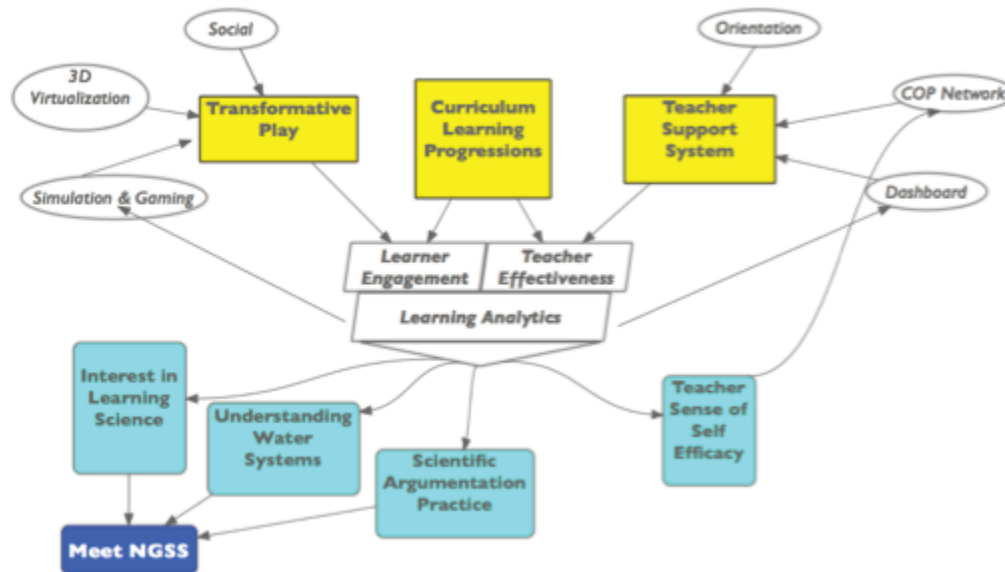 Social
Orientation
3D
Virtualization
Transformative
Play
Curriculum
Learning
Progressions
Teacher
Support
System
COP Network
Simulation & Gaming
Dashboard
Learner
Engagement
Teacher
Effectiveness
Learning Analytics
Interest in
Learning
Science
Understanding
Water
Systems
Scientific
Argumentation
Practice
Teacher
Sense of
Self
Efficacy
Meet NGSS